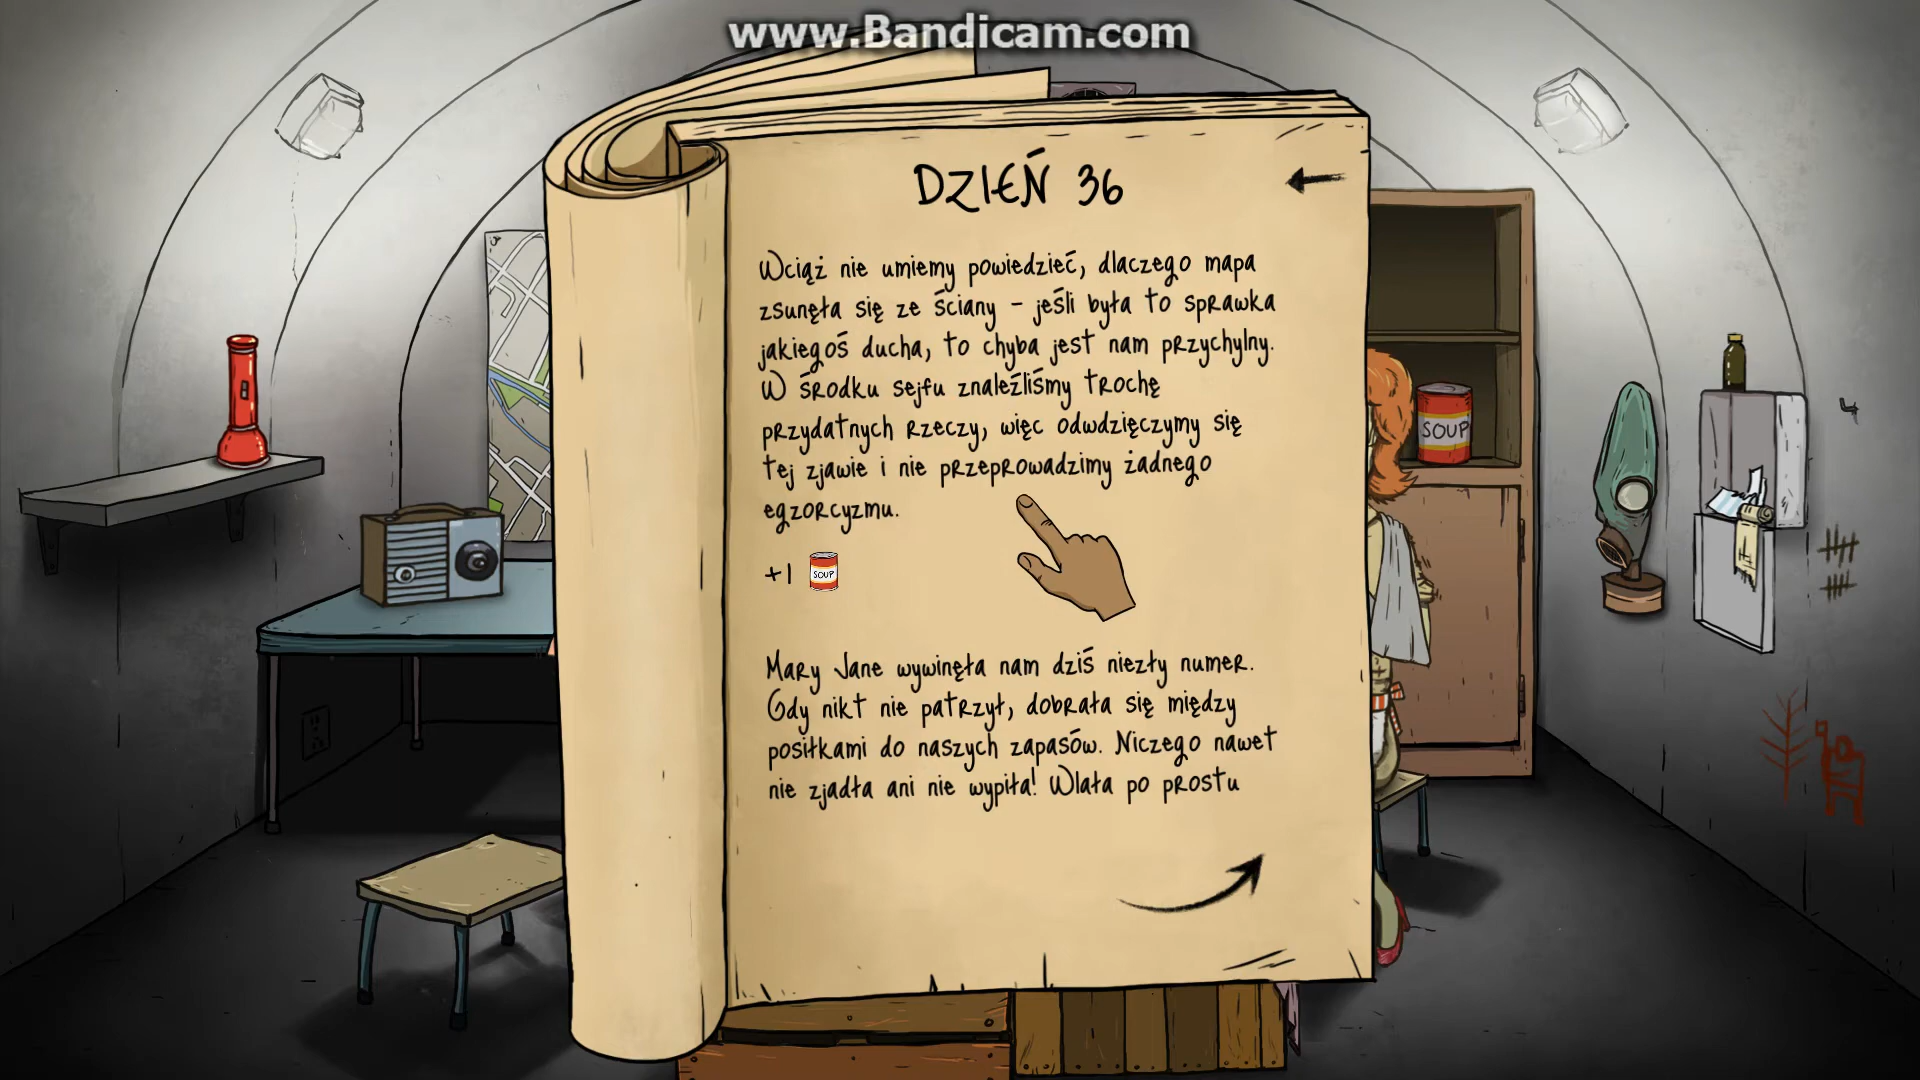 www.Bandicam.com
DZIEŃ 36
Wciąż nie umiemy powiedzieć, dlaczego mapa
zsunęła się ze ściany - jeśli była to sprawka
jakiegoś ducha, to chyba jest nam przychylny.
W środku sejfu znaleźliśmy trochę
przydatnych rzeczy, więc odwdzięczymy się
tej zjawie i nie przeprowadzimy żadnego
egzorcyzmu.
+1 SOUP
Mary Jane wywinęła nam dziś niezły numer.
Gdy nikt nie patrzył, dobrała się między
posiłkami do naszych zapasów. Niczego nawet
nie zjadła ani nie wypiła! Wlała po prostu
SOUP